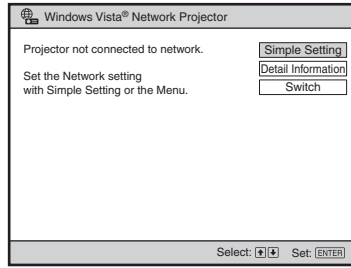 Windows Vista® Network Projector
Projector not connected to network.
Simple Setting
Detail Information
Set the Network setting
with Simple Setting or the Menu.
Switch
Select: ↑ ↓ Set: ENTER